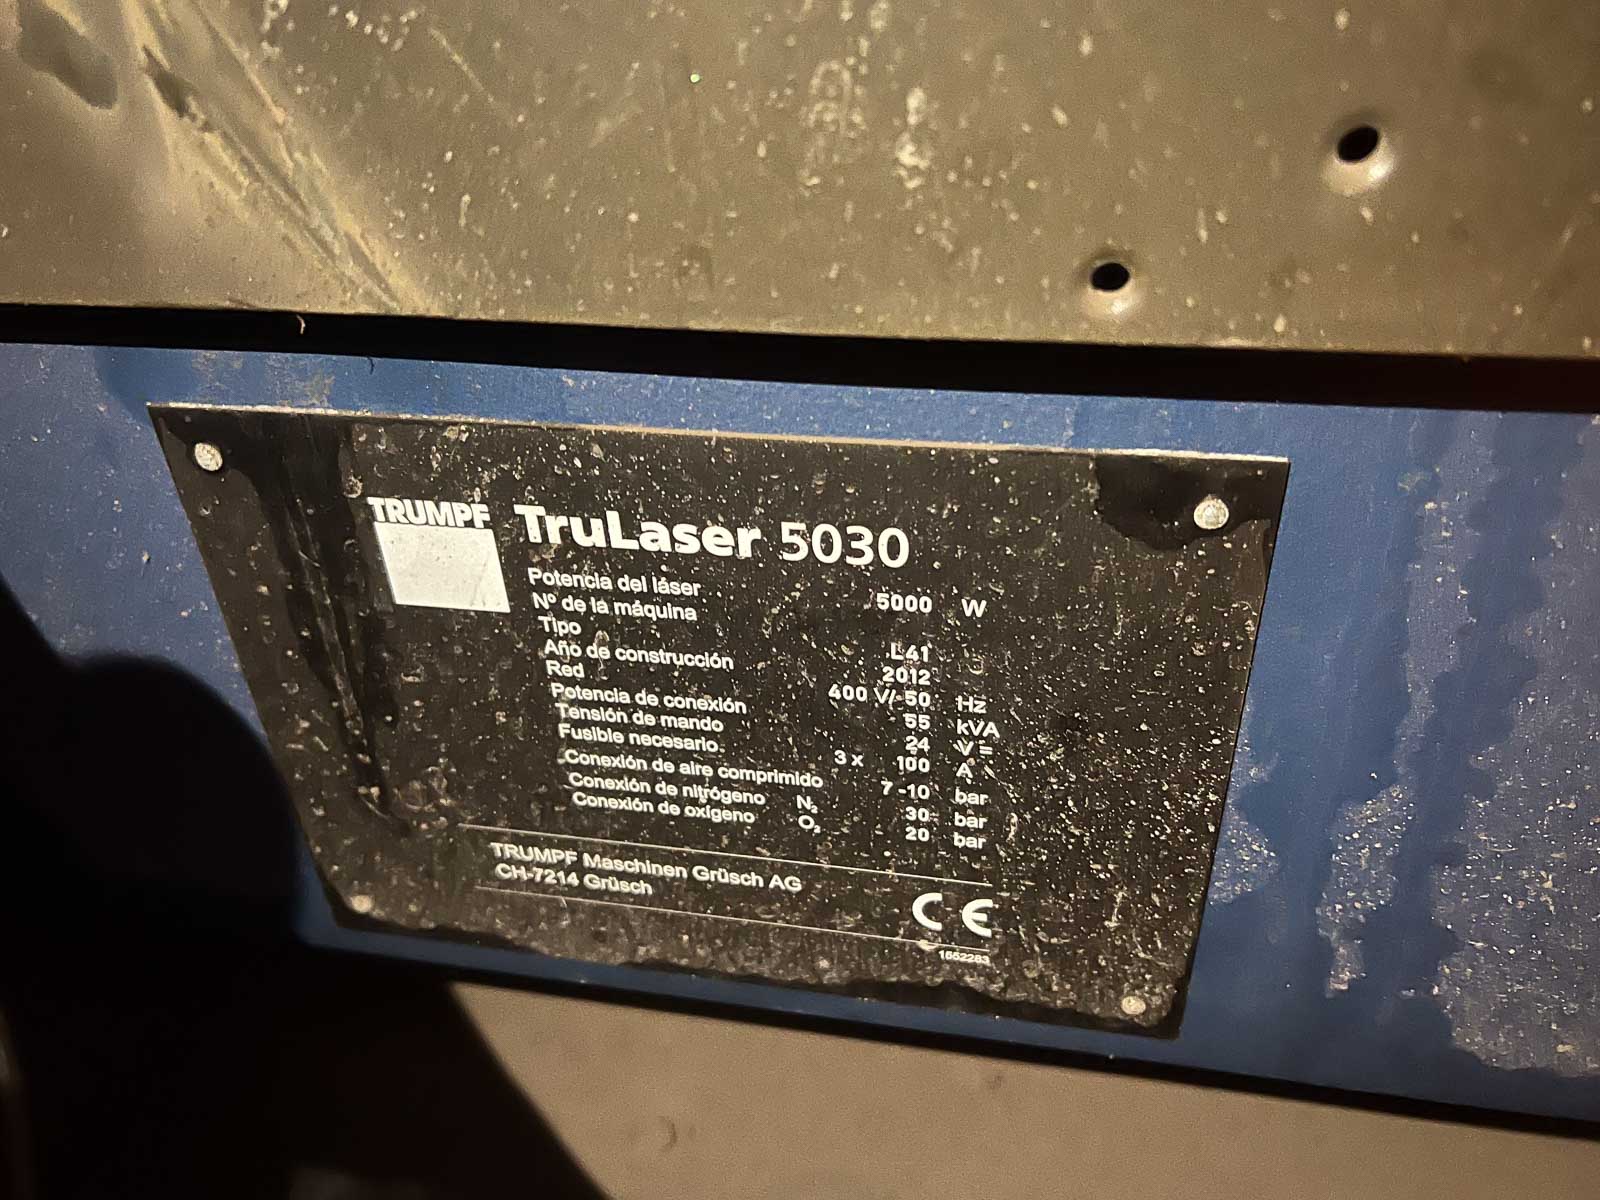 TRUMPF
TruLaser 5030
Potencia del láser 5000 W
Nº de la máquina
Tipo L41
Año de construcción 2012
Red 400 V/ 50 Hz
Potencia de conexión 55 kVA
Tensión de mando 24 V =
Fusible necesario. 3 x 100 A
Conexión de aire comprimido 7 -10 bar
Conexión de nitrógeno N₂ 30 bar
Conexión de oxígeno O₂ 20 bar
TRUMPF Maschinen Grüsch AG
CH-7214 Grüsch
CE
1652283